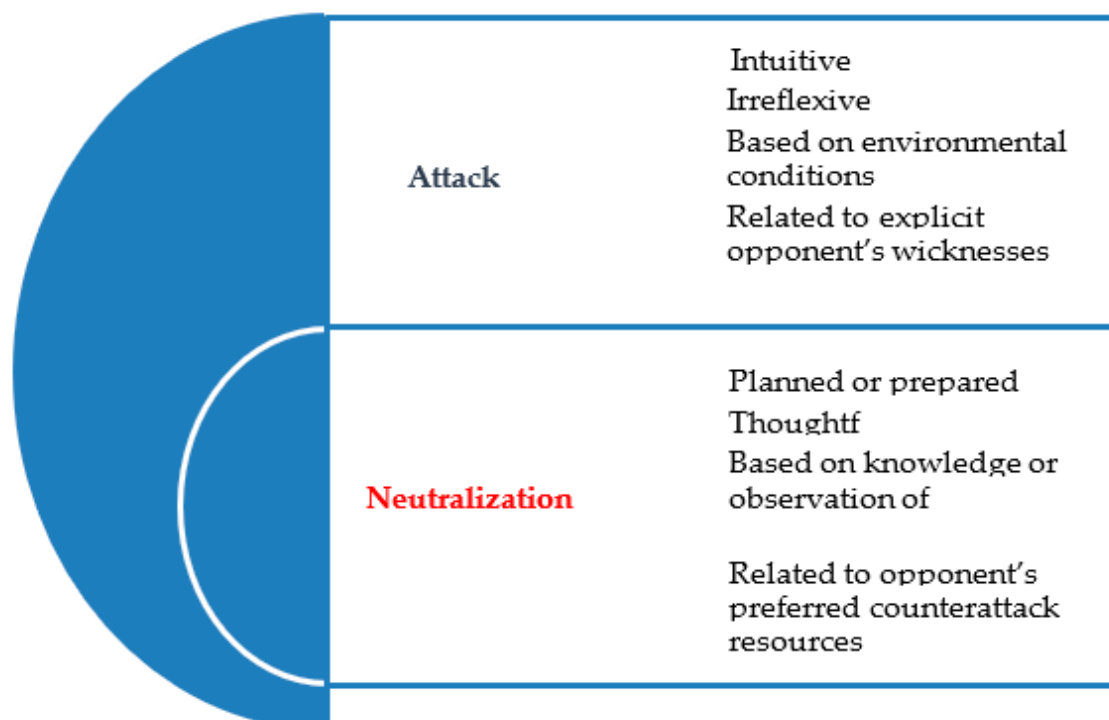 Intuitive
Irreflexive
Based on environmental
conditions
Attack
Related to explicit
opponent's wicknesses
Planned or prepared
Thoughtf
Based on knowledge or
observation of
Neutralization
Related to opponent's
preferred counterattack
resources